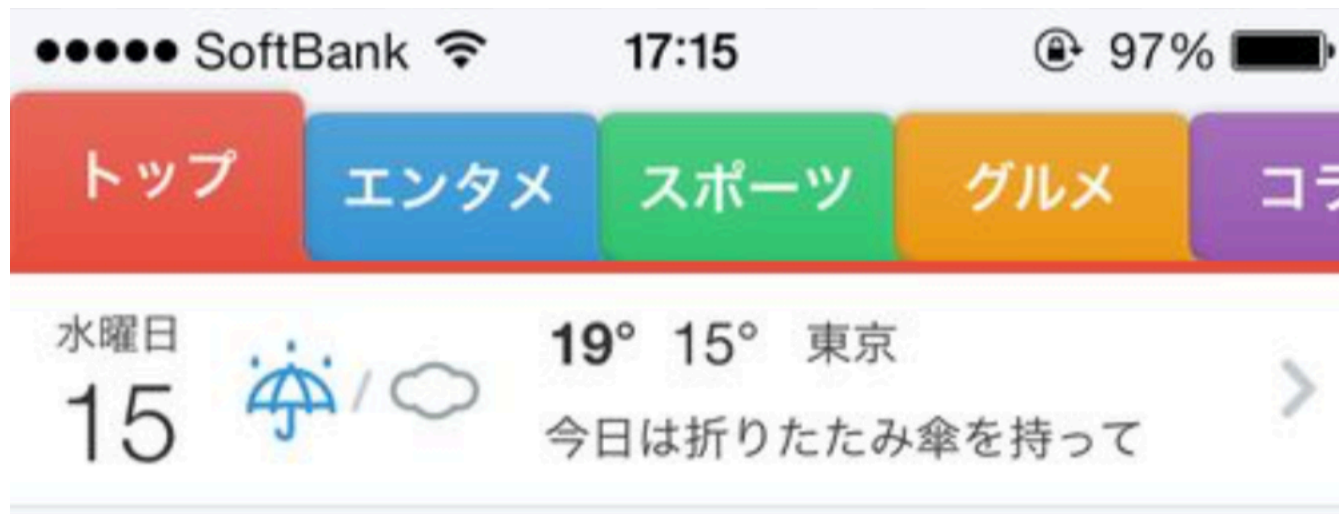 SoftBank 17:15 97%
トップ エンタメ スポーツ グルメ コラ
水曜日
15
19° 15° 東京
今日は折りたたみ傘を持って